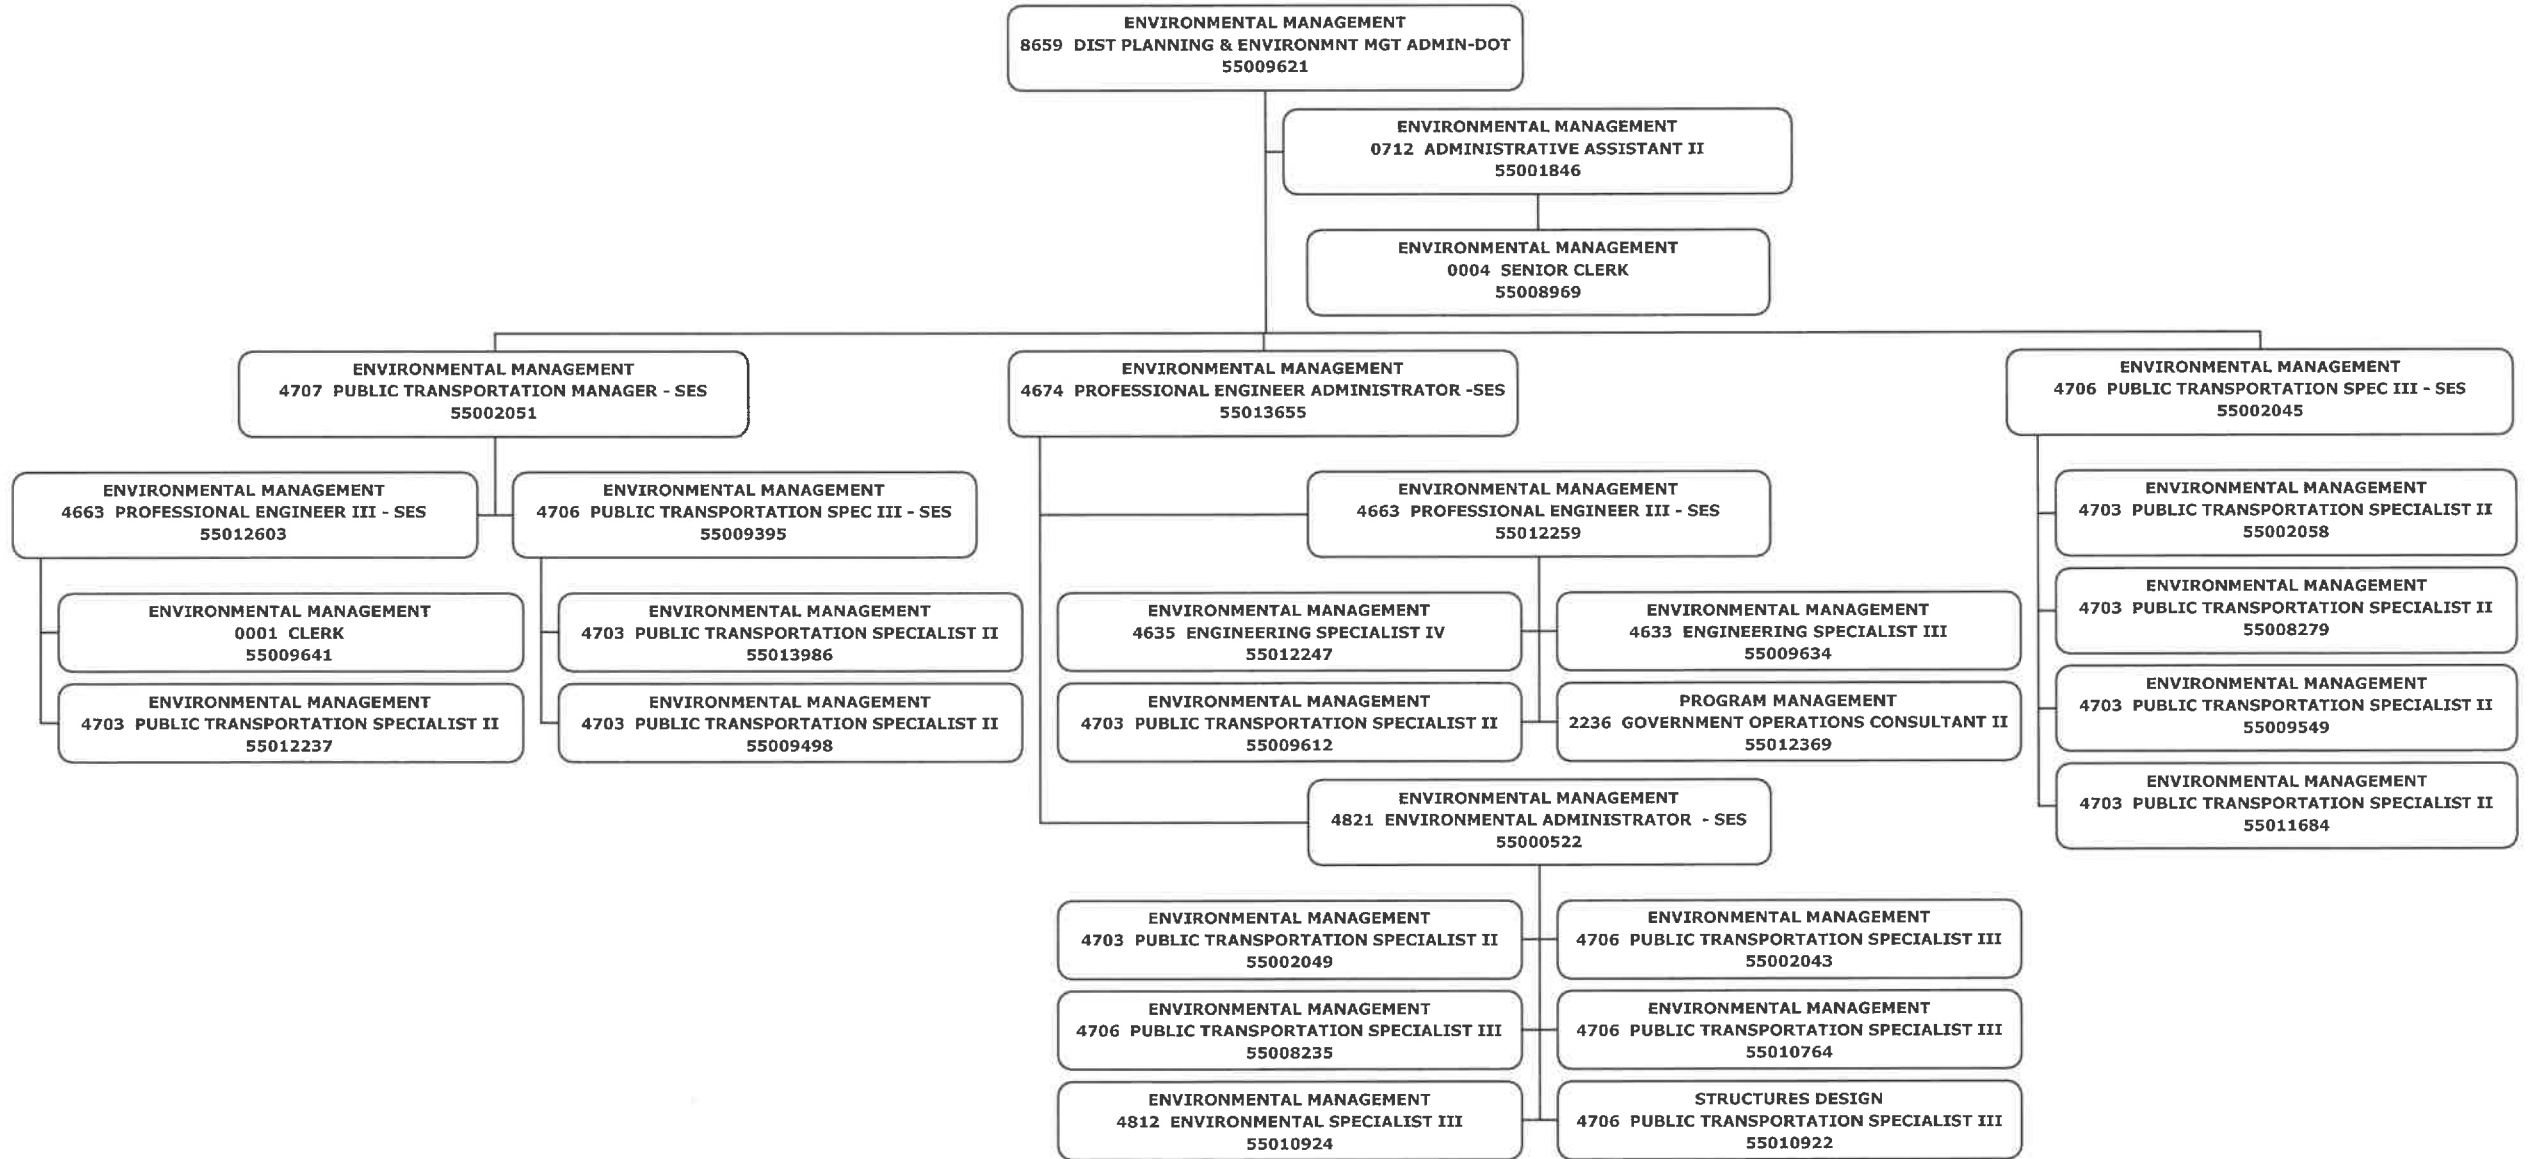 ENVIRONMENTAL MANAGEMENT
8659 DIST PLANNING & ENVIRONMNT MGT ADMIN-DOT
55009621
ENVIRONMENTAL MANAGEMENT
0712 ADMINISTRATIVE ASSISTANT II
55001846
ENVIRONMENTAL MANAGEMENT
0004 SENIOR CLERK
55008969
ENVIRONMENTAL MANAGEMENT
4707 PUBLIC TRANSPORTATION MANAGER - SES
55002051
ENVIRONMENTAL MANAGEMENT
4663 PROFESSIONAL ENGINEER III - SES
55012603
ENVIRONMENTAL MANAGEMENT
0001 CLERK
55009641
ENVIRONMENTAL MANAGEMENT
4703 PUBLIC TRANSPORTATION SPECIALIST II
55012237
ENVIRONMENTAL MANAGEMENT
4706 PUBLIC TRANSPORTATION SPEC III - SES
55009395
ENVIRONMENTAL MANAGEMENT
4703 PUBLIC TRANSPORTATION SPECIALIST II
55013986
ENVIRONMENTAL MANAGEMENT
4703 PUBLIC TRANSPORTATION SPECIALIST II
55009498
ENVIRONMENTAL MANAGEMENT
4674 PROFESSIONAL ENGINEER ADMINISTRATOR -SES
55013655
ENVIRONMENTAL MANAGEMENT
4663 PROFESSIONAL ENGINEER III - SES
55012259
ENVIRONMENTAL MANAGEMENT
4635 ENGINEERING SPECIALIST IV
55012247
ENVIRONMENTAL MANAGEMENT
4633 ENGINEERING SPECIALIST III
55009634
ENVIRONMENTAL MANAGEMENT
4703 PUBLIC TRANSPORTATION SPECIALIST II
55009612
PROGRAM MANAGEMENT
2236 GOVERNMENT OPERATIONS CONSULTANT II
55012369
ENVIRONMENTAL MANAGEMENT
4821 ENVIRONMENTAL ADMINISTRATOR - SES
55000522
ENVIRONMENTAL MANAGEMENT
4703 PUBLIC TRANSPORTATION SPECIALIST II
55002049
ENVIRONMENTAL MANAGEMENT
4706 PUBLIC TRANSPORTATION SPECIALIST III
55002043
ENVIRONMENTAL MANAGEMENT
4706 PUBLIC TRANSPORTATION SPECIALIST III
55008235
ENVIRONMENTAL MANAGEMENT
4706 PUBLIC TRANSPORTATION SPECIALIST III
55010764
ENVIRONMENTAL MANAGEMENT
4812 ENVIRONMENTAL SPECIALIST III
55010924
STRUCTURES DESIGN
4706 PUBLIC TRANSPORTATION SPECIALIST III
55010922
ENVIRONMENTAL MANAGEMENT
4706 PUBLIC TRANSPORTATION SPEC III - SES
55002045
ENVIRONMENTAL MANAGEMENT
4703 PUBLIC TRANSPORTATION SPECIALIST II
55002058
ENVIRONMENTAL MANAGEMENT
4703 PUBLIC TRANSPORTATION SPECIALIST II
55008279
ENVIRONMENTAL MANAGEMENT
4703 PUBLIC TRANSPORTATION SPECIALIST II
55009549
ENVIRONMENTAL MANAGEMENT
4703 PUBLIC TRANSPORTATION SPECIALIST II
55011684